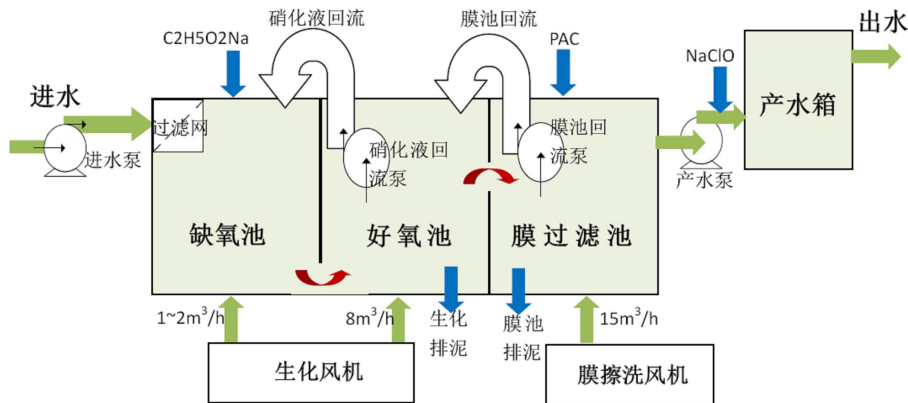 硝化液回流
膜池回流
出水
C2H5O2Na
PAC
NaClO
进水
过滤网
进水泵
硝化液回
流泵
膜池回
流泵
产水泵
产水箱
缺氧池
好氧池
膜过滤池
1~2m³/h
8m³/h
生化
排泥
膜池
排泥
15m³/h
生化风机
膜擦洗风机